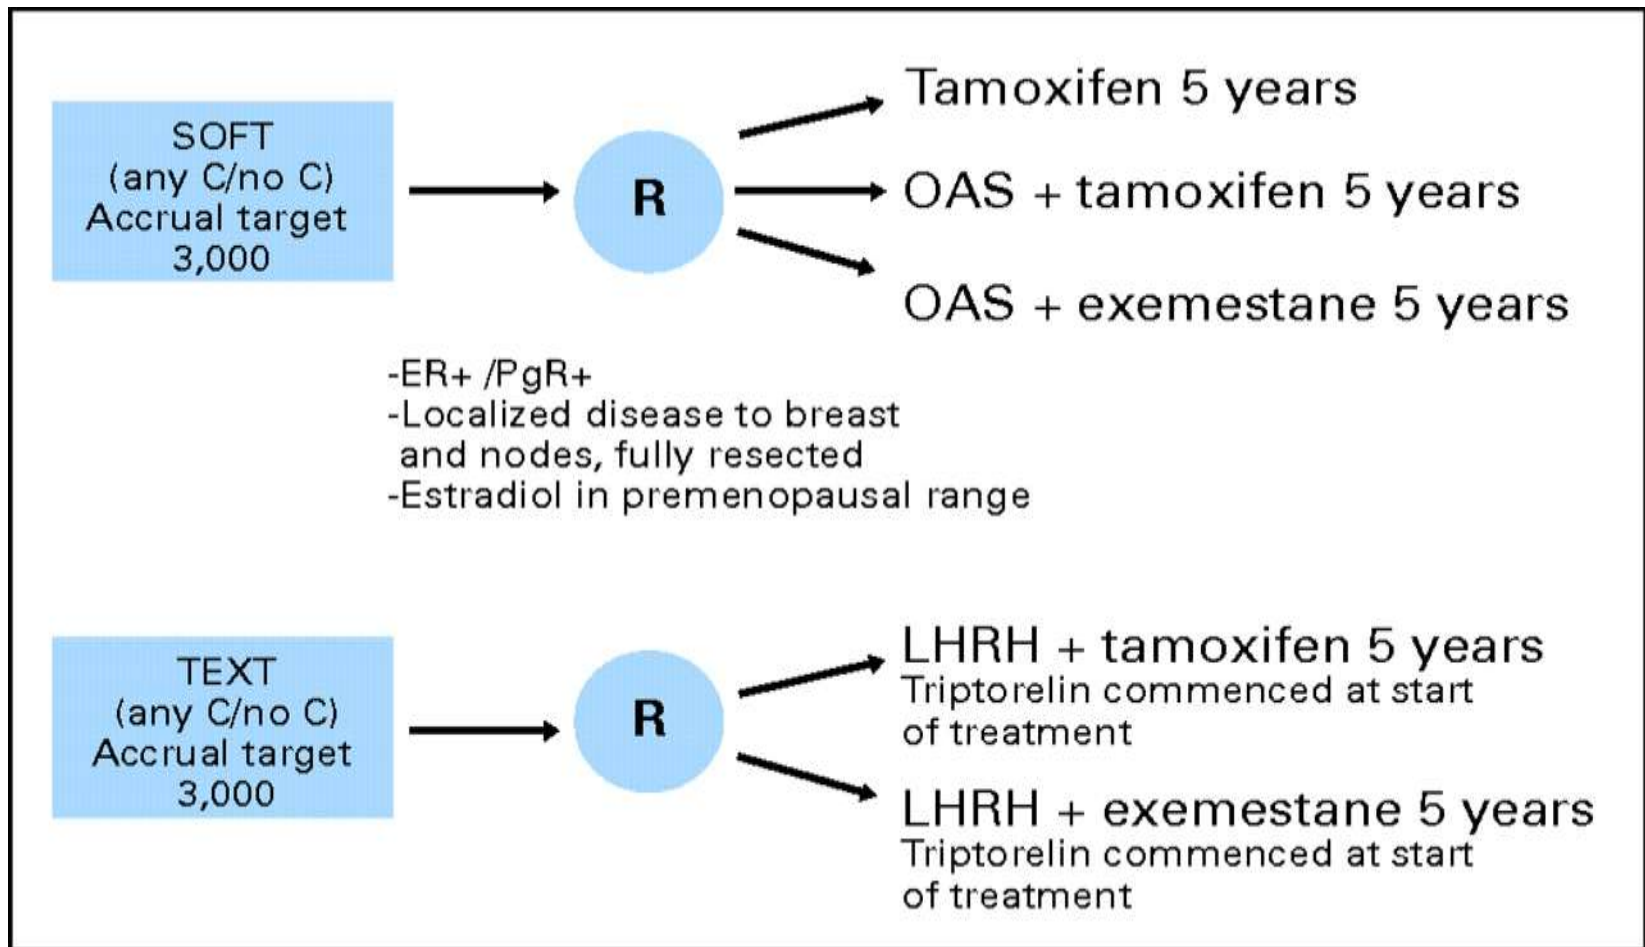 SOFT
(any C/no C)
Accrual target
3,000
R
Tamoxifen 5 years
OAS + tamoxifen 5 years
OAS + exemestane 5 years
-ER+ /PgR+
-Localized disease to breast
and nodes, fully resected
-Estradiol in premenopausal range
TEXT
(any C/no C)
Accrual target
3,000
R
LHRH + tamoxifen 5 years
Triptorelin commenced at start
of treatment
LHRH + exemestane 5 years
Triptorelin commenced at start
of treatment